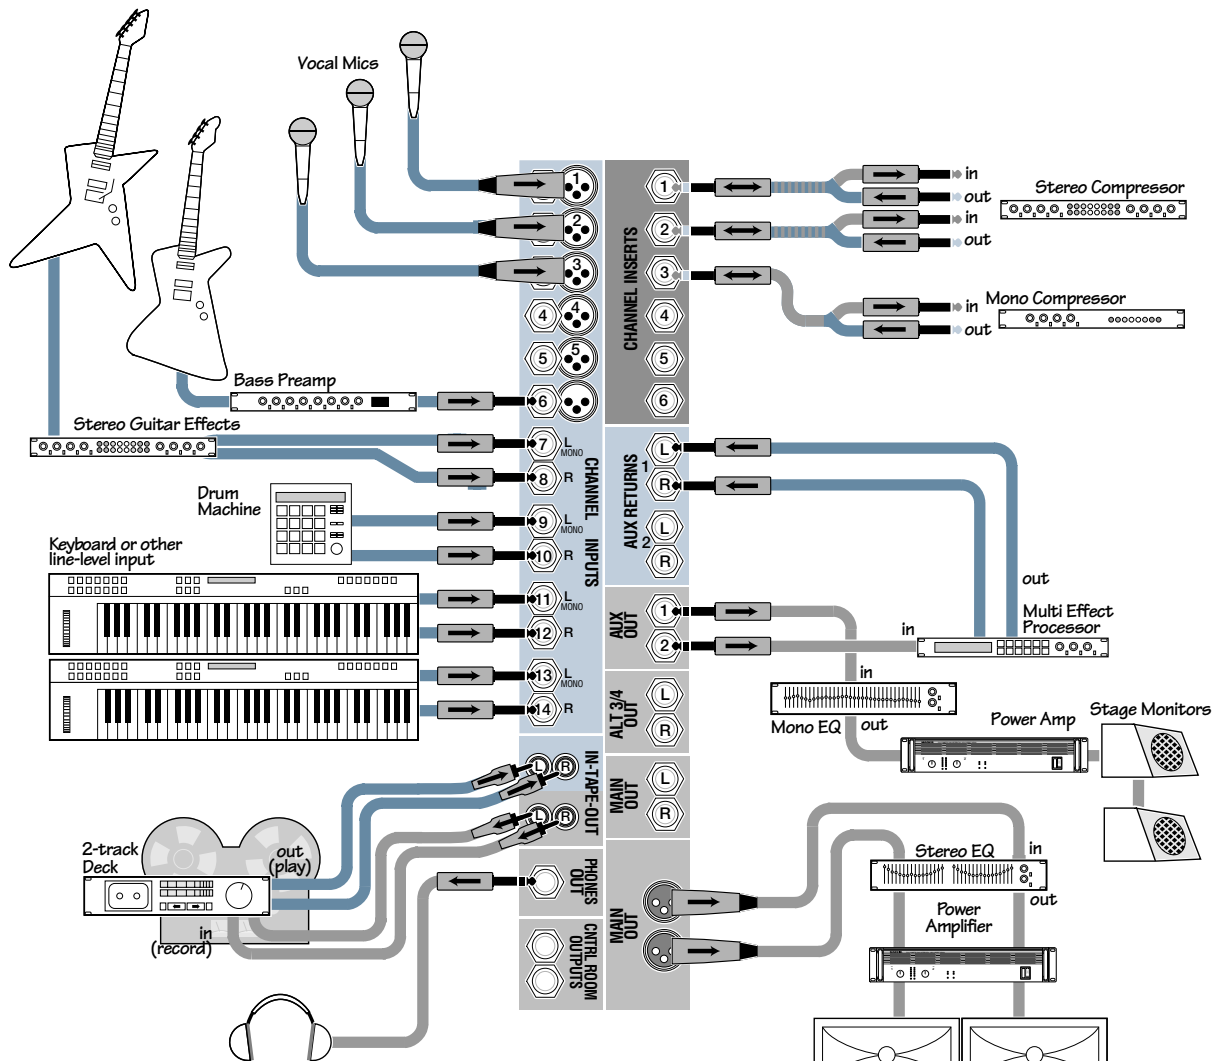 Vocal Mics
1
2
3
4
4
5
5
6
7
L
MONO
8
R
9
L
MONO
10
R
11
L
MONO
12
R
13
L
MONO
14
R
CHANNEL INPUTS
CHANNEL INSERTS
1
2
3
4
5
6
in
out
in
out
Stereo Compressor
in
out
Mono Compressor
Bass Preamp
Stereo Guitar Effects
Drum
Machine
Keyboard or other
line-level input
AUX RETURNS
1
L
R
2
L
R
out
Multi Effect
Processor
in
AUX
OUT
1
2
in
Mono EQ
out
Power Amp
Stage Monitors
ALT 3/4
OUT
L
R
MAIN
OUT
L
R
IN-TAPE-OUT
L
R
L
R
2-track
Deck
out
(play)
in
(record)
PHONES
OUT
CNTRL ROOM
OUTPUTS
MAIN
OUT
Stereo EQ
in
out
Power
Amplifier